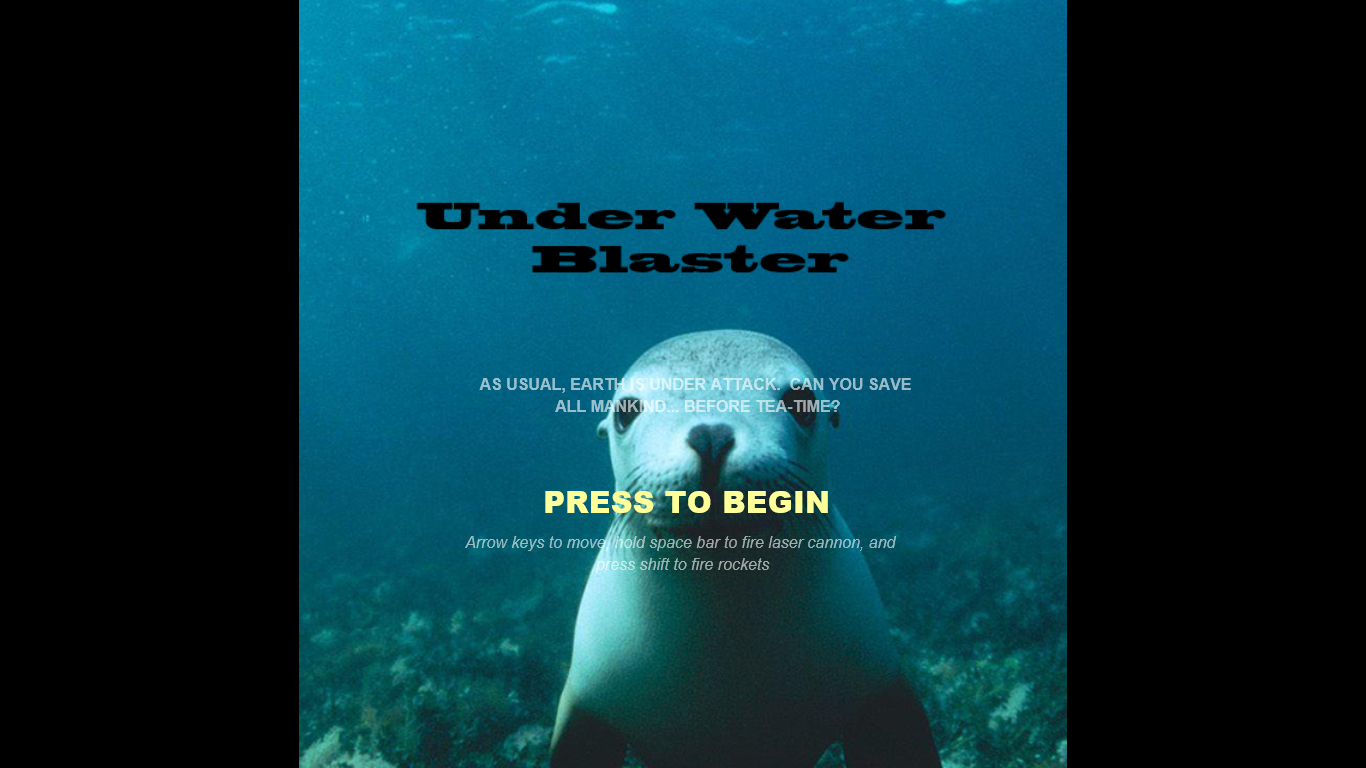 Under Water
Blaster
AS USUAL, EARTH IS UNDER ATTACK.  CAN YOU SAVE
ALL MANKIND... BEFORE TEA-TIME?
PRESS TO BEGIN
Arrow keys to move, hold space bar to fire laser cannon, and
press shift to fire rockets